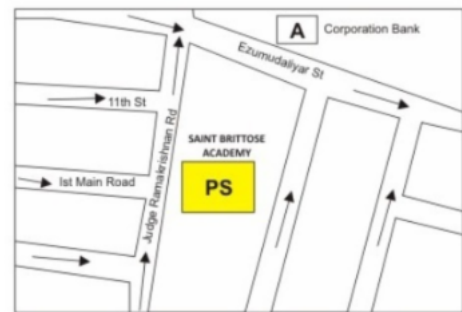 A
Corporation Bank
Ezumudaliyar St
11th St
Judge Ramakrishnan Rd
SAINT BRITTOSE
ACADEMY
PS
Ist Main Road